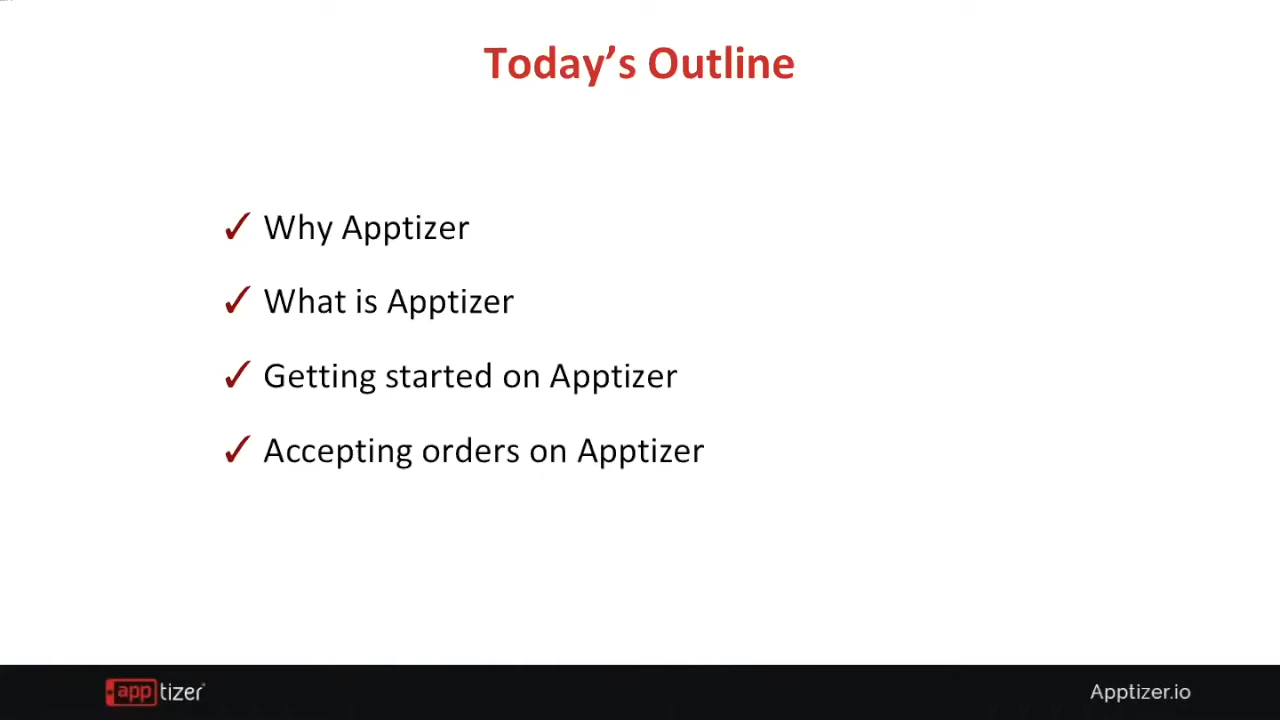 Today’s Outline
✓ Why Apptizer
✓ What is Apptizer
✓ Getting started on Apptizer
✓ Accepting orders on Apptizer
apptizer
Apptizer.io